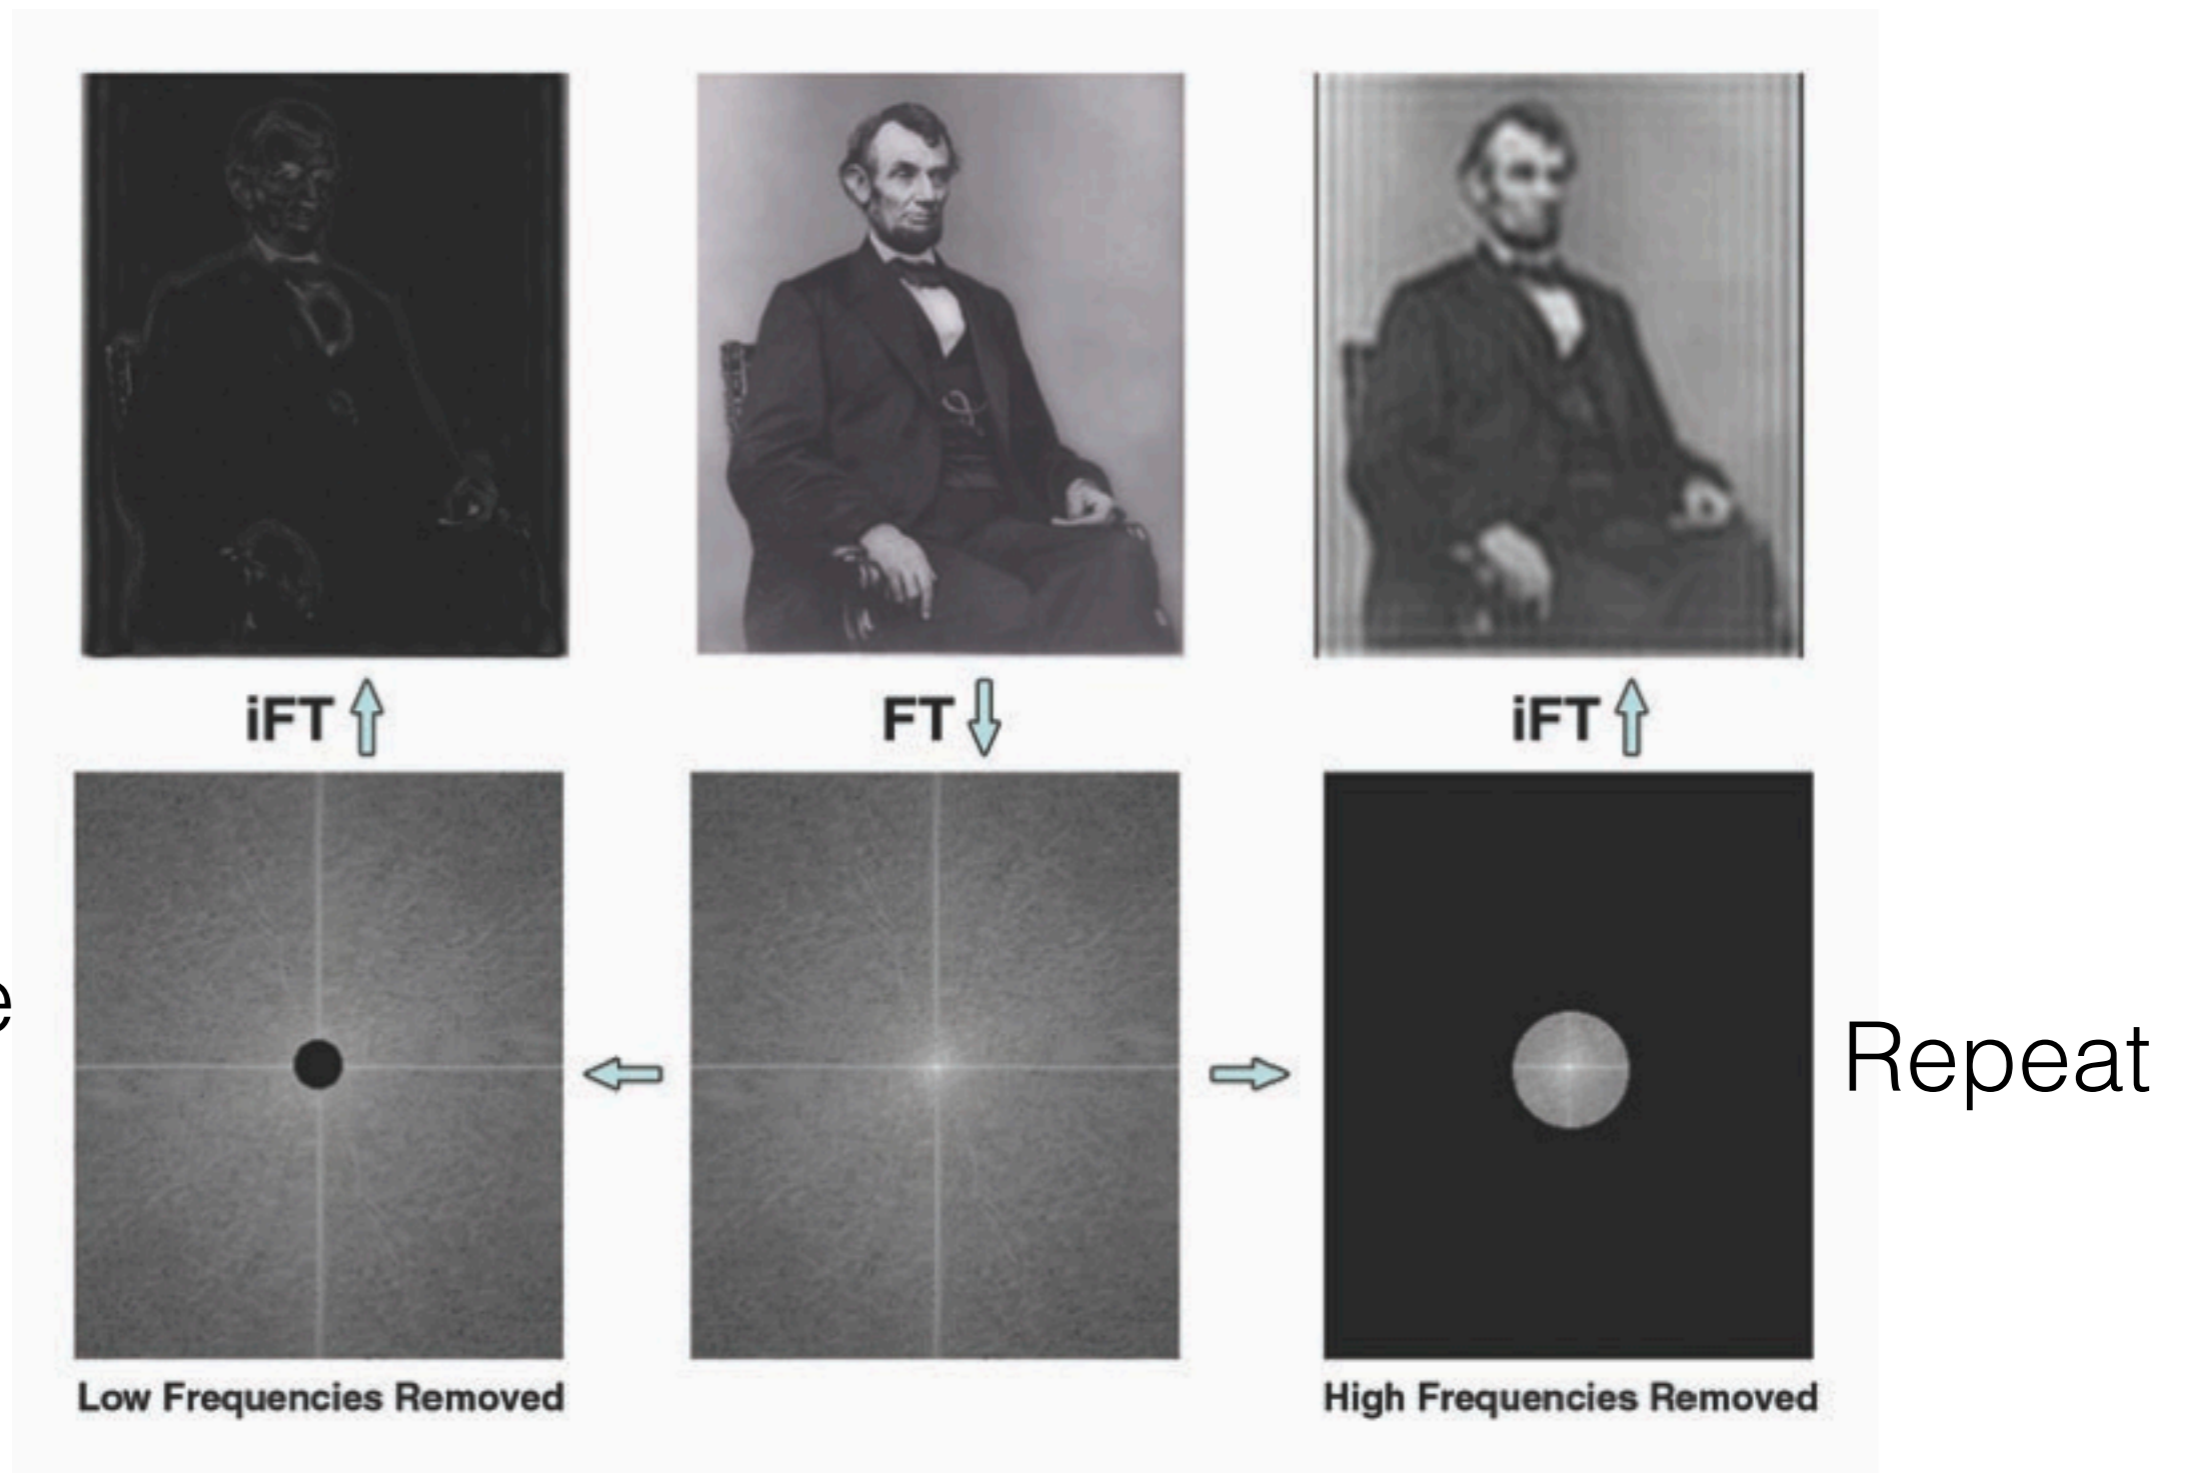 iFT
FT
iFT
e
Repeat
Low Frequencies Removed
High Frequencies Removed